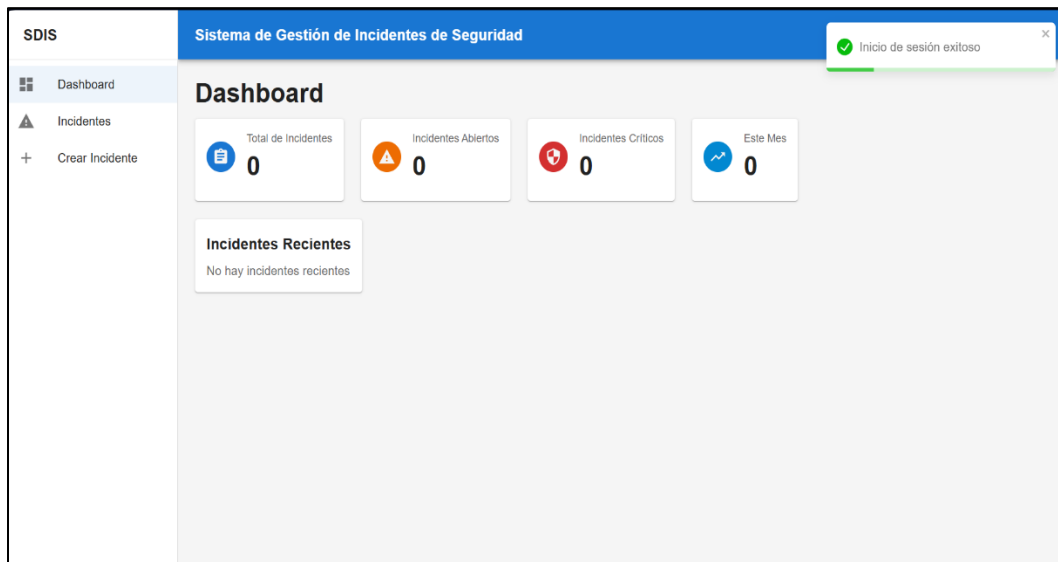 SDIS
Sistema de Gestión de Incidentes de Seguridad
Inicio de sesión exitoso
Dashboard
Incidentes
Crear Incidente
Dashboard
Total de Incidentes
0
Incidentes Abiertos
0
Incidentes Críticos
0
Este Mes
0
Incidentes Recientes
No hay incidentes recientes